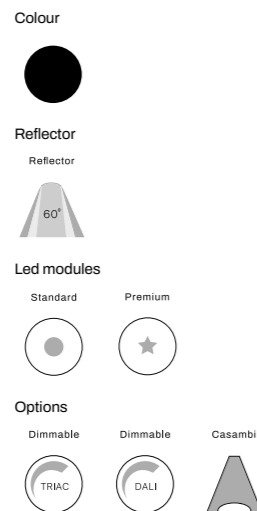 Colour
Reflector
Reflector
60°
Led modules
Standard Premium
Options
Dimmable Dimmable Casambi
TRIAC DALI